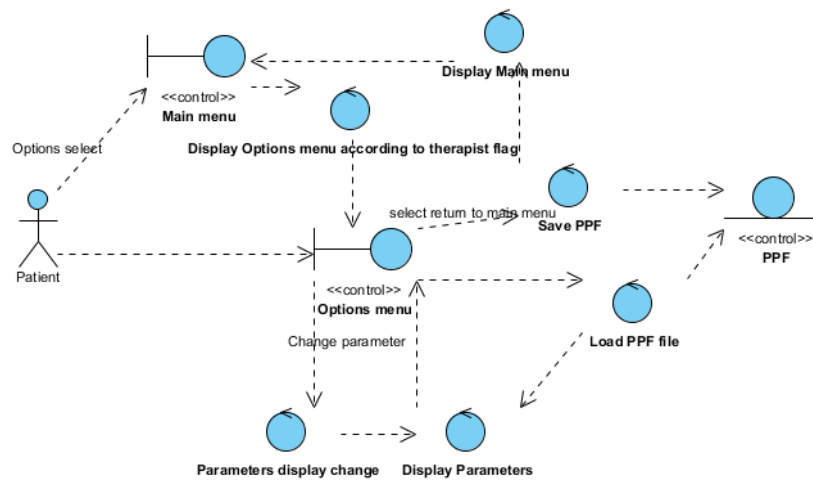 Display Main menu
<<control>>
Main menu
Options select
Display Options menu according to therapist flag
select return to main menu
Save PPF
<<control>>
PPF
Patient
<<control>>
Options menu
Change parameter
Load PPF file
Parameters display change
Display Parameters